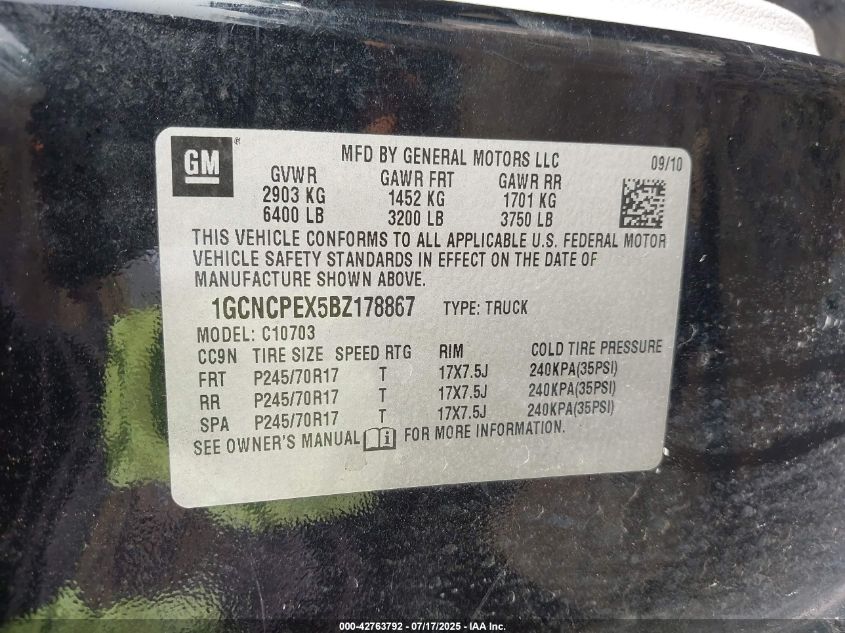 GM® MFD BY GENERAL MOTORS LLC 09/10
GVWR GAWR FRT GAWR RR
2903 KG 1452 KG 1701 KG
6400 LB 3200 LB 3750 LB
THIS VEHICLE CONFORMS TO ALL APPLICABLE U.S. FEDERAL MOTOR
VEHICLE SAFETY STANDARDS IN EFFECT ON THE DATE OF
MANUFACTURE SHOWN ABOVE.
1GCNCPEX5BZ178867 TYPE: TRUCK
MODEL: C10703
CC9N TIRE SIZE SPEED RTG RIM COLD TIRE PRESSURE
FRT P245/70R17 T 17X7.5J 240KPA(35PSI)
RR P245/70R17 T 17X7.5J 240KPA(35PSI)
SPA P245/70R17 T 17X7.5J 240KPA(35PSI)
SEE OWNER'S MANUAL i FOR MORE INFORMATION.
000-42763792 - 07/17/2025 - IAA Inc.